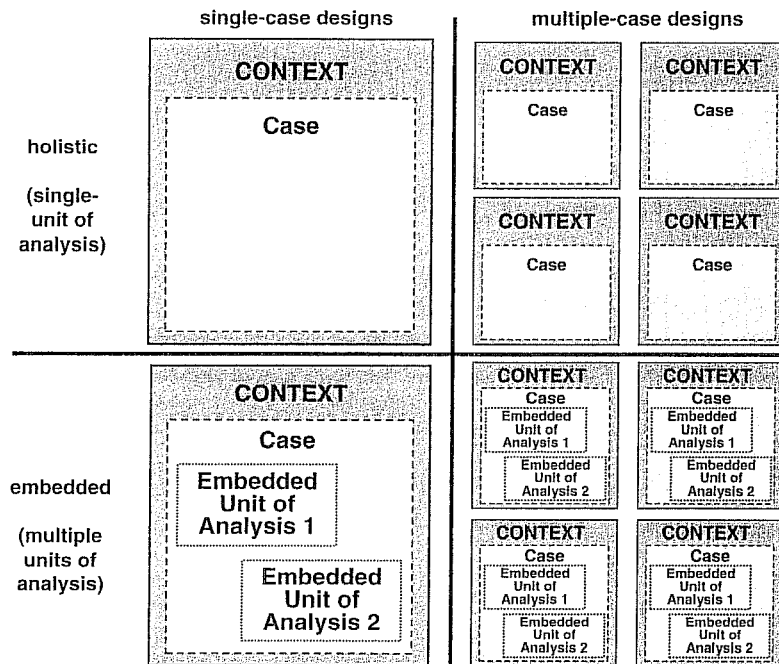 single-case designs
multiple-case designs
holistic
(single-
unit of
analysis)
CONTEXT
Case
CONTEXT
Case
CONTEXT
Case
CONTEXT
Case
CONTEXT
Case
embedded
(multiple
units of
analysis)
CONTEXT
Case
Embedded
Unit of
Analysis 1
Embedded
Unit of
Analysis 2
CONTEXT
Case
Embedded
Unit of
Analysis 1
Embedded
Unit of
Analysis 2
CONTEXT
Case
Embedded
Unit of
Analysis 1
Embedded
Unit of
Analysis 2
CONTEXT
Case
Embedded
Unit of
Analysis 1
Embedded
Unit of
Analysis 2
CONTEXT
Case
Embedded
Unit of
Analysis 1
Embedded
Unit of
Analysis 2